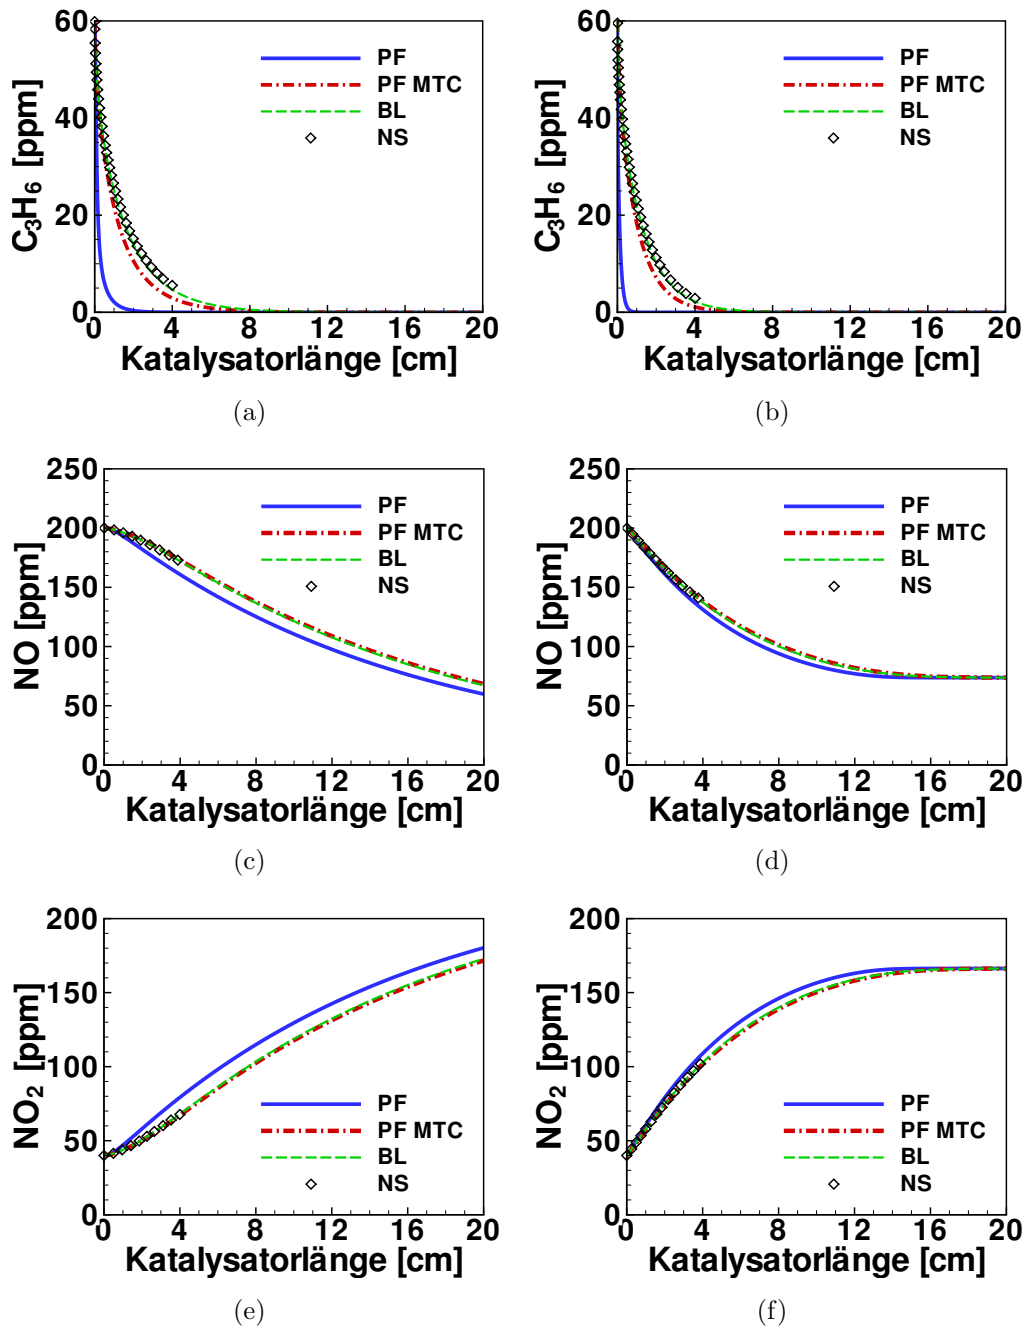 C3H6 [ppm]
60
40
20
0
PF
PF MTC
BL
NS
0 4 8 12 16 20
Katalysatorlänge [cm]
(a)
C3H6 [ppm]
60
40
20
0
PF
PF MTC
BL
NS
0 4 8 12 16 20
Katalysatorlänge [cm]
(b)
NO [ppm]
250
200
150
100
50
0
PF
PF MTC
BL
NS
0 4 8 12 16 20
Katalysatorlänge [cm]
(c)
NO [ppm]
250
200
150
100
50
0
PF
PF MTC
BL
NS
0 4 8 12 16 20
Katalysatorlänge [cm]
(d)
NO2 [ppm]
200
150
100
50
0
PF
PF MTC
BL
NS
0 4 8 12 16 20
Katalysatorlänge [cm]
(e)
NO2 [ppm]
200
150
100
50
0
PF
PF MTC
BL
NS
0 4 8 12 16 20
Katalysatorlänge [cm]
(f)